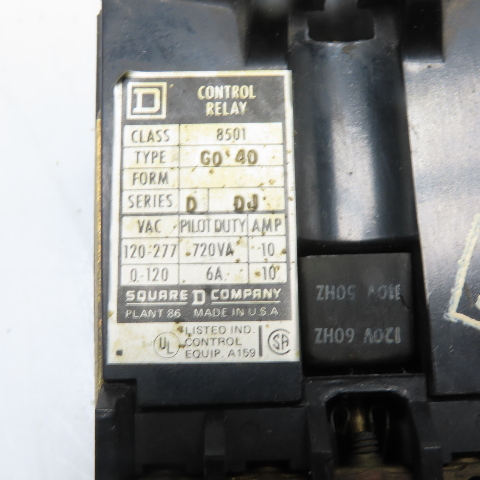 D
CONTROL
RELAY
CLASS 8501
TYPE GO 40
FORM
SERIES D DJ
VAC PILOT DUTY AMP
120-277 720VA 10
0-120 6A 10
SQUARE D COMPANY
PLANT 86 MADE IN U.S.A
UL LISTED IND.
CONTROL
EQUIP. A159
SA
120V 60HZ
110V 50HZ